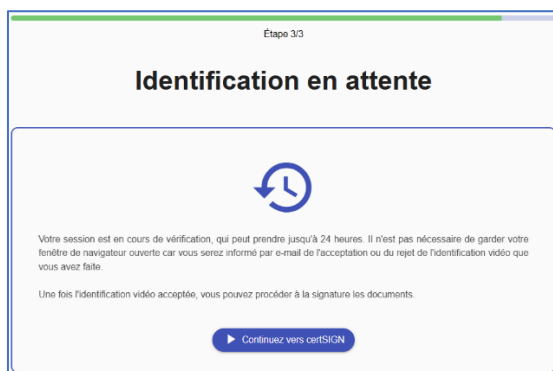 Étape 3/3
Identification en attente
Votre session est en cours de vérification, qui peut prendre jusqu'à 24 heures. Il n'est pas nécessaire de garder votre
fenêtre de navigateur ouverte car vous serez informé par e-mail de l'acceptation ou du rejet de l'identification vidéo que
vous avez faite.
Une fois l'identification vidéo acceptée, vous pouvez procéder à la signature les documents.
Continuez vers certSIGN